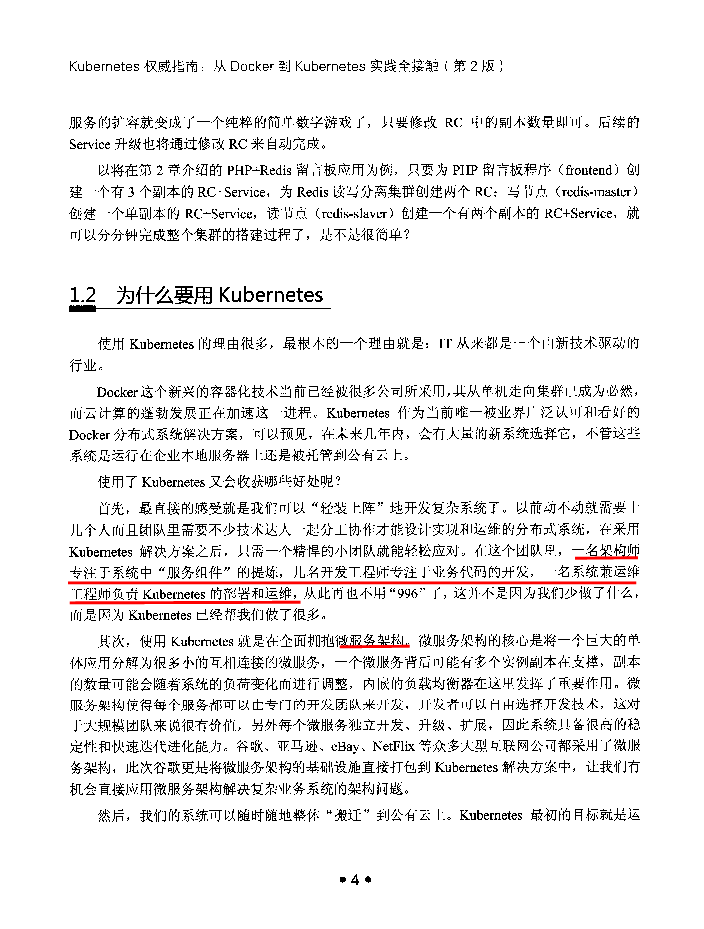 Kubernetes 权威指南：从 Docker 到 Kubernetes 实践全接触（第 2 版）
服务的扩容就变成了一个纯粹的简单数字游戏了，只要修改 RC 中的副本数量即可。后续的
Service 升级也将通过修改 RC 来自动完成。
以将在第 2 章介绍的 PHP+Redis 留言板应用为例，只要为 PHP 留言板程序（frontend）创
建一个有 3 个副本的 RC+Service，为 Redis 读写分离集群创建两个 RC：写节点（redis-master）
创建一个单副本的 RC+Service，读节点（redis-slaver）创建一个有两个副本的 RC+Service，就
可以分分钟完成整个集群的搭建过程了，是不是很简单？
1.2 为什么要用 Kubernetes
使用 Kubernetes 的理由很多，最根本的一个理由就是：IT 从来都是一个由新技术驱动的
行业。
Docker 这个新兴的容器化技术当前已经被很多公司所采用，其从单机走向集群已成为必然，
而云计算的蓬勃发展正在加速这一进程。Kubernetes 作为当前唯一被业界广泛认可和看好的
Docker 分布式系统解决方案，可以预见，在未来几年内，会有大量的新系统选择它，不管这些
系统是运行在企业本地服务器上还是被托管到公有云上。
使用了 Kubernetes 又会收获哪些好处呢？
首先，最直接的感受就是我们可以“轻装上阵”地开发复杂系统了。以前动不动就需要十
几个人而且团队里需要不少技术达人一起分工协作才能设计实现和运维的分布式系统，在采用
Kubernetes 解决方案之后，只需一个精悍的小团队就能轻松应对。在这个团队里，一名架构师
专注于系统中“服务组件”的提炼，几名开发工程师专注于业务代码的开发，一名系统兼运维
工程师负责 Kubernetes 的部署和运维，从此再也不用“996”了，这并不是因为我们少做了什么，
而是因为 Kubernetes 已经帮我们做了很多。
其次，使用 Kubernetes 就是在全面拥抱微服务架构。微服务架构的核心是将一个巨大的单
体应用分解为很多小的互相连接的微服务，一个微服务背后可能有多个实例副本在支撑，副本
的数量可能会随着系统的负荷变化而进行调整，内嵌的负载均衡器在这里发挥了重要作用。微
服务架构使得每个服务都可以由专门的开发团队来开发，开发者可以自由选择开发技术，这对
于大规模团队来说很有价值，另外每个微服务独立开发、升级、扩展，因此系统具备很高的稳
定性和快速迭代进化能力。谷歌、亚马逊、eBay、NetFlix 等众多大型互联网公司都采用了微服
务架构，此次谷歌更是将微服务架构的基础设施直接打包到 Kubernetes 解决方案中，让我们有
机会直接应用微服务架构解决复杂业务系统的架构问题。
然后，我们的系统可以随时随地整体“搬迁”到公有云上。Kubernetes 最初的目标就是运
• 4 •